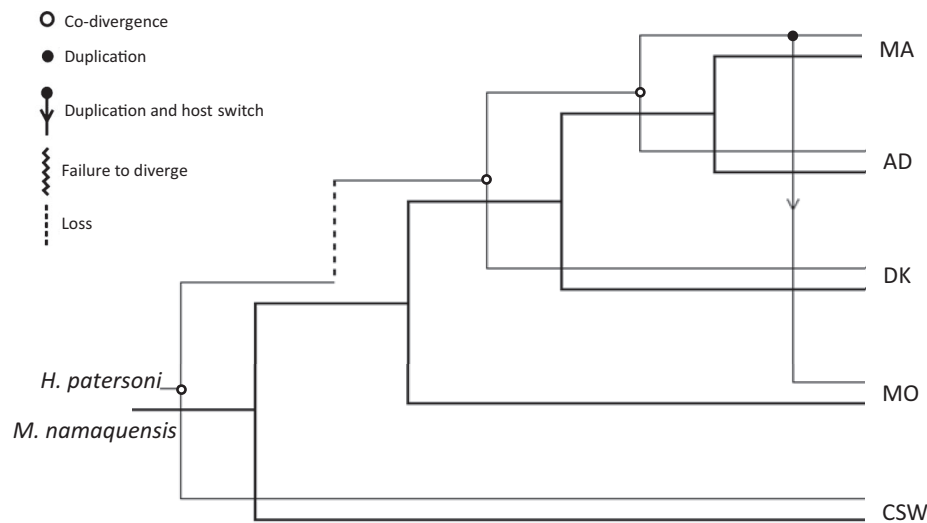 Co-divergence
Duplication
Duplication and host switch
Failure to diverge
Loss
MA
AD
DK
H. patersoni
MO
M. namaquensis
CSW